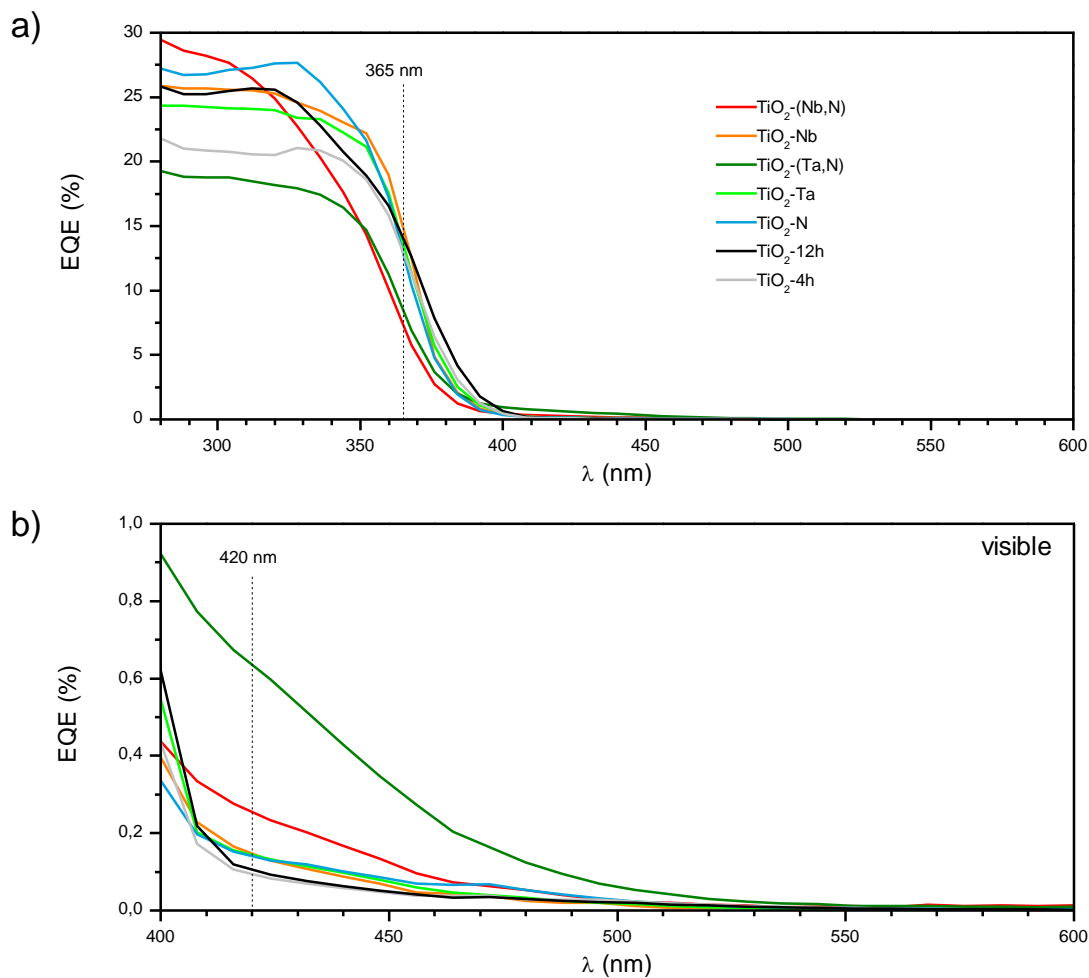 a)
30
25
20
15
10
5
0
EQE (%)
365 nm
TiO2-(Nb,N)
TiO2-Nb
TiO2-(Ta,N)
TiO2-Ta
TiO2-N
TiO2-12h
TiO2-4h
300 350 400 450 500 550 600
λ (nm)
b)
1,0
0,8
0,6
0,4
0,2
0,0
EQE (%)
420 nm
visible
400 450 500 550 600
λ (nm)